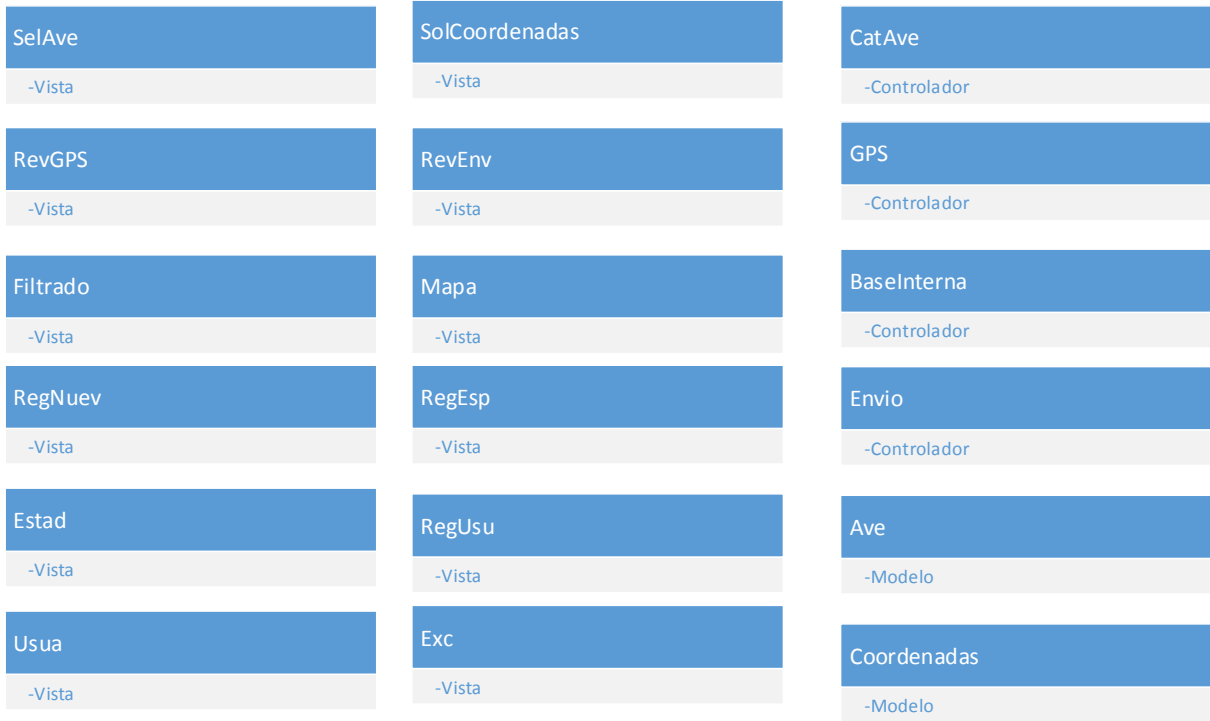 SelAve
-Vista
SolCoordenadas
-Vista
CatAve
-Controlador
RevGPS
-Vista
RevEnv
-Vista
GPS
-Controlador
Filtrado
-Vista
Mapa
-Vista
BaseInterna
-Controlador
RegNuev
-Vista
RegEsp
-Vista
Envio
-Controlador
Estad
-Vista
RegUsu
-Vista
Ave
-Modelo
Usua
-Vista
Exc
-Vista
Coordenadas
-Modelo